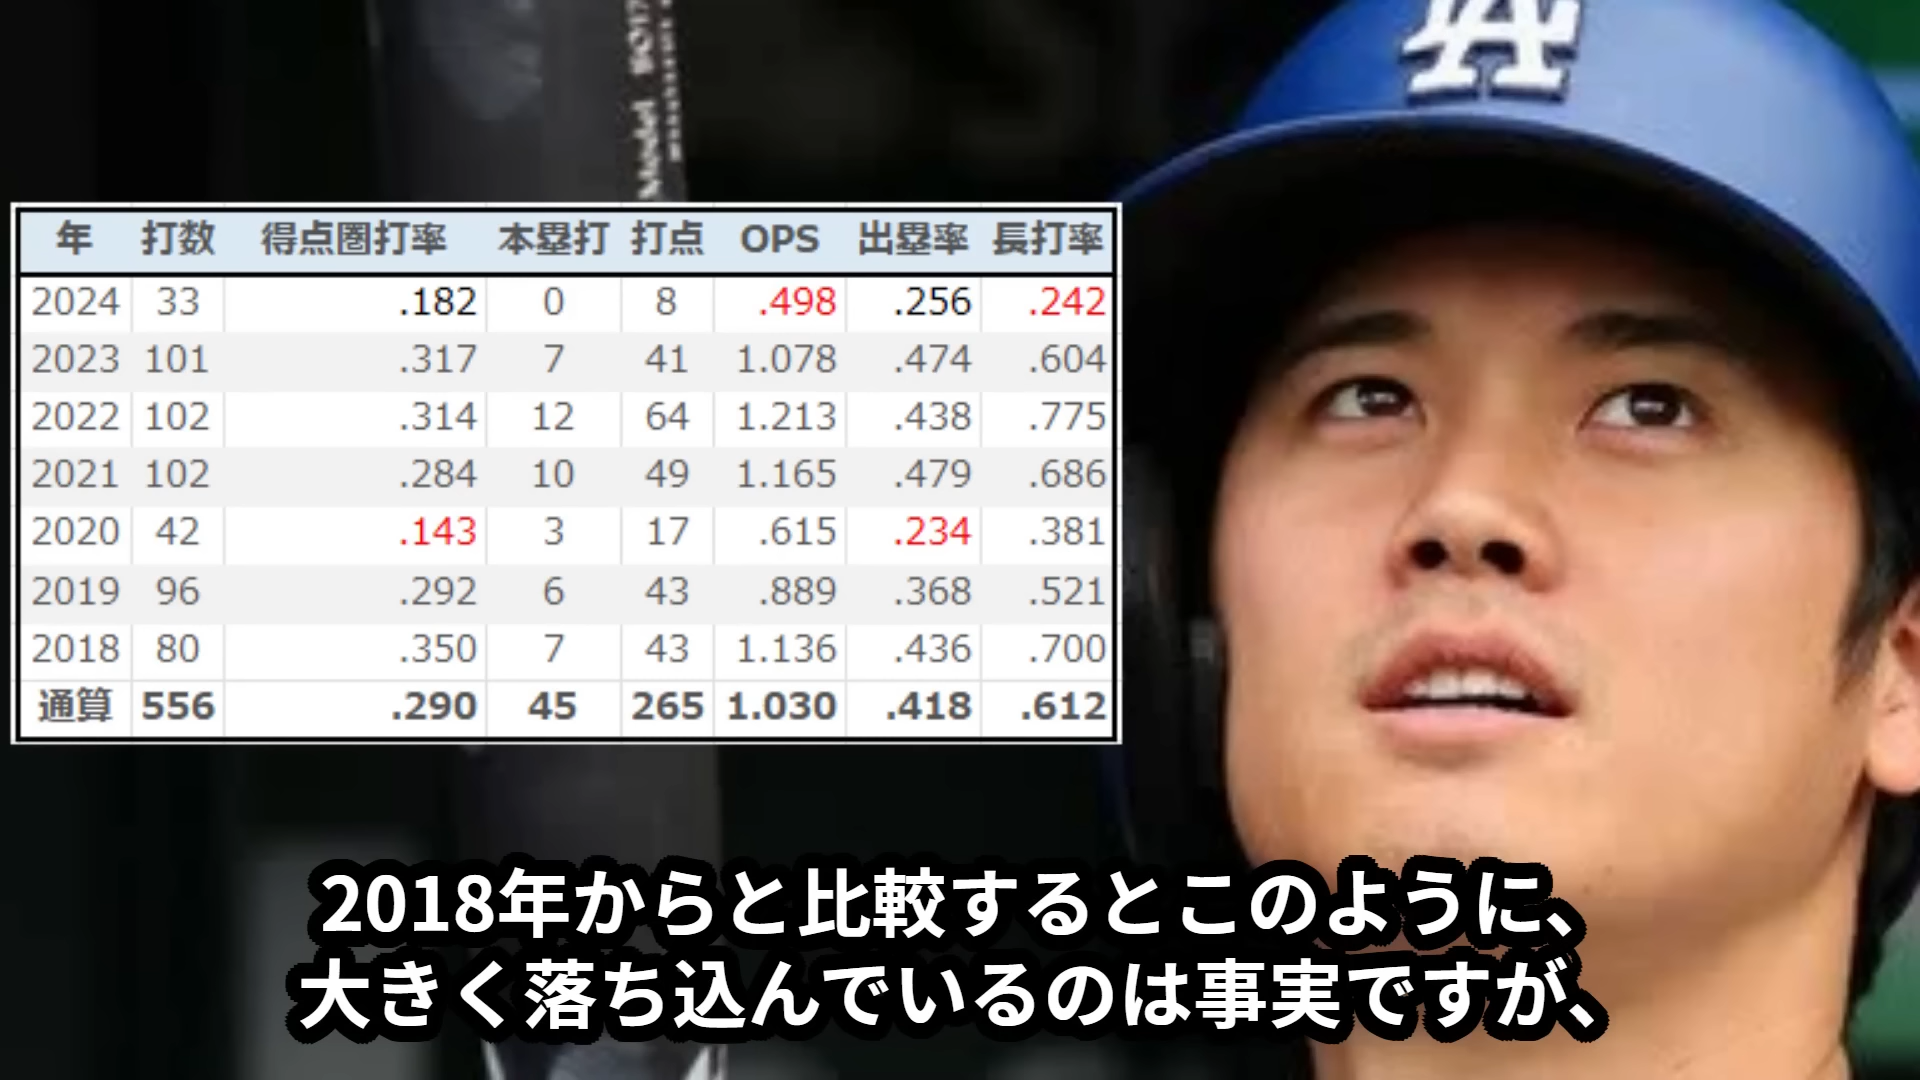 Model SO17
LA
年 打数 得点圏打率 本塁打 打点 OPS 出塁率 長打率
2024 33 .182 0 8 .498 .256 .242
2023 101 .317 7 41 1.078 .474 .604
2022 102 .314 12 64 1.213 .438 .775
2021 102 .284 10 49 1.165 .479 .686
2020 42 .143 3 17 .615 .234 .381
2019 96 .292 6 43 .889 .368 .521
2018 80 .350 7 43 1.136 .436 .700
通算 556 .290 45 265 1.030 .418 .612
2018年からと比較するとこのように、
大きく落ち込んでいるのは事実ですが、